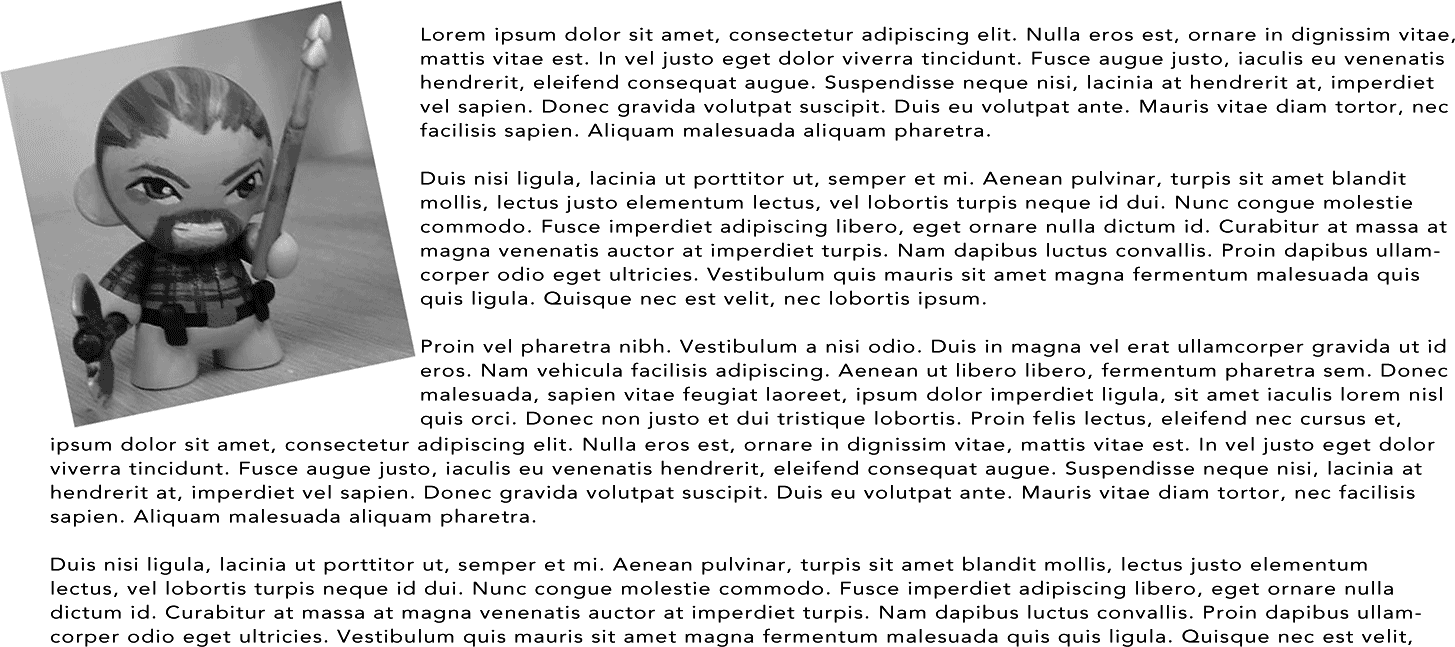 Lorem ipsum dolor sit amet, consectetur adipiscing elit. Nulla eros est, ornare in dignissim vitae,
mattis vitae est. In vel justo eget dolor viverra tincidunt. Fusce augue justo, iaculis eu venenatis
hendrerit, eleifend consequat augue. Suspendisse neque nisi, lacinia at hendrerit at, imperdiet
vel sapien. Donec gravida volutpat suscipit. Duis eu volutpat ante. Mauris vitae diam tortor, nec
facilisis sapien. Aliquam malesuada aliquam pharetra.

Duis nisi ligula, lacinia ut porttitor ut, semper et mi. Aenean pulvinar, turpis sit amet blandit
mollis, lectus justo elementum lectus, vel lobortis turpis neque id dui. Nunc congue molestie
commodo. Fusce imperdiet adipiscing libero, eget ornare nulla dictum id. Curabitur at massa at
magna venenatis auctor at imperdiet turpis. Nam dapibus luctus convallis. Proin dapibus ullam-
corper odio eget ultricies. Vestibulum quis mauris sit amet magna fermentum malesuada quis
quis ligula. Quisque nec est velit, nec lobortis ipsum.

Proin vel pharetra nibh. Vestibulum a nisi odio. Duis in magna vel erat ullamcorper gravida ut id
eros. Nam vehicula facilisis adipiscing. Aenean ut libero libero, fermentum pharetra sem. Donec
malesuada, sapien vitae feugiat laoreet, ipsum dolor imperdiet ligula, sit amet iaculis lorem nisl
quis orci. Donec non justo et dui tristique lobortis. Proin felis lectus, eleifend nec cursus et,
ipsum dolor sit amet, consectetur adipiscing elit. Nulla eros est, ornare in dignissim vitae, mattis vitae est. In vel justo eget dolor
viverra tincidunt. Fusce augue justo, iaculis eu venenatis hendrerit, eleifend consequat augue. Suspendisse neque nisi, lacinia at
hendrerit at, imperdiet vel sapien. Donec gravida volutpat suscipit. Duis eu volutpat ante. Mauris vitae diam tortor, nec facilisis
sapien. Aliquam malesuada aliquam pharetra.

Duis nisi ligula, lacinia ut porttitor ut, semper et mi. Aenean pulvinar, turpis sit amet blandit mollis, lectus justo elementum
lectus, vel lobortis turpis neque id dui. Nunc congue molestie commodo. Fusce imperdiet adipiscing libero, eget ornare nulla
dictum id. Curabitur at massa at magna venenatis auctor at imperdiet turpis. Nam dapibus luctus convallis. Proin dapibus ullam-
corper odio eget ultricies. Vestibulum quis mauris sit amet magna fermentum malesuada quis quis ligula. Quisque nec est velit,